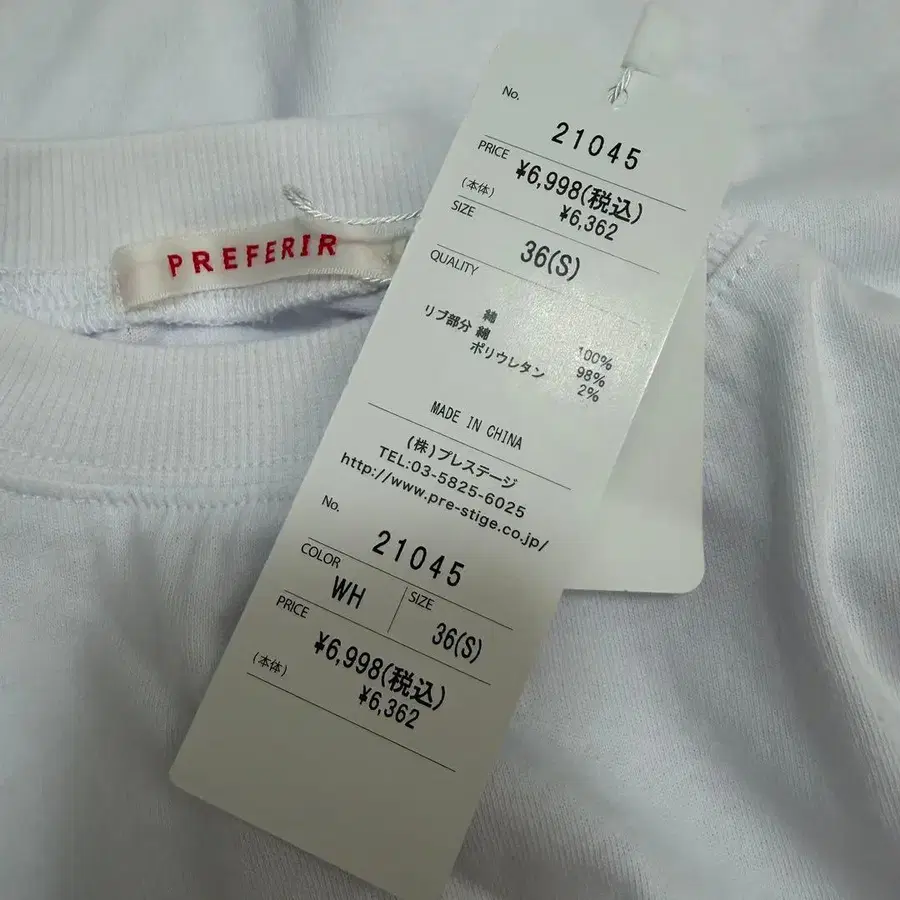 PREFERIR
No.
21045
PRICE
¥6,998(税込)
(本体) ¥6,362
SIZE
36(S)
QUALITY
綿 100%
リブ部分 綿 98%
ポリウレタン 2%
MADE IN CHINA
(株)プレステージ
TEL:03-5825-6025
http://www.pre-stige.co.jp/
No.
21045
COLOR
WH
SIZE
36(S)
PRICE
¥6,998(税込)
(本体) ¥6,362